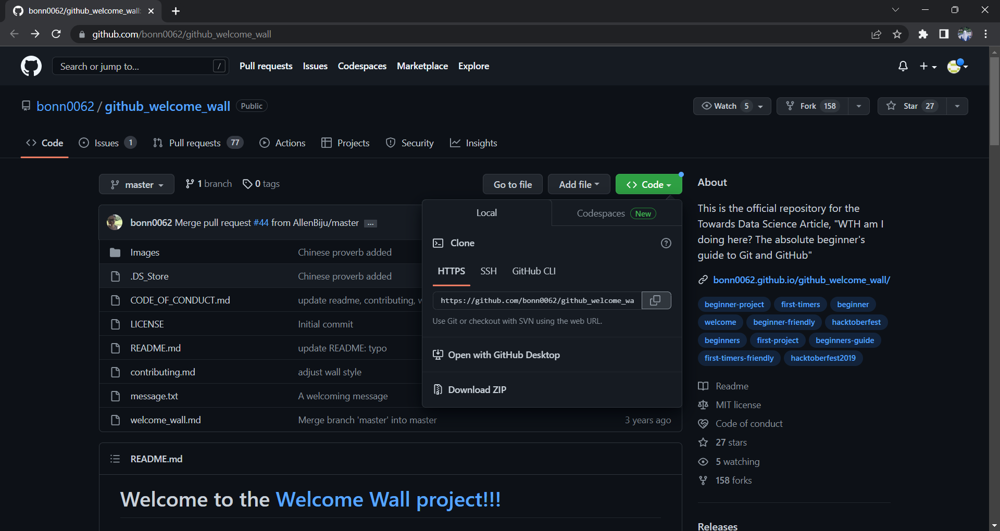 bonn0062/github_welcome_wall:
github.com/bonn0062/github_welcome_wall
Search or jump to... /
Pull requests Issues Codespaces Marketplace Explore
bonn0062 / github_welcome_wall Public
Watch 5 Fork 158 Star 27
Code Issues 1 Pull requests 77 Actions Projects Security Insights
master 1 branch 0 tags
Go to file Add file Code
bonn0062 Merge pull request #44 from AllenBiju/master ...
Images Chinese proverb added
.DS_Store Chinese proverb added
CODE_OF_CONDUCT.md update readme, contributing, w
LICENSE Initial commit
README.md update README: typo
contributing.md adjust wall style
message.txt A welcoming message
welcome_wall.md Merge branch 'master' into master 3 years ago
Local Codespaces New
Clone
HTTPS SSH GitHub CLI
https://github.com/bonn0062/github_welcome_wa
Use Git or checkout with SVN using the web URL.
Open with GitHub Desktop
Download ZIP
README.md
Welcome to the Welcome Wall project!!!
About
This is the official repository for the
Towards Data Science Article, "WTH am I
doing here? The absolute beginner's
guide to Git and GitHub"
bonn0062.github.io/github_welcome_wall/
beginner-project first-timers beginner
welcome beginner-friendly hacktoberfest
beginners first-project beginners-guide
first-timers-friendly hacktoberfest2019
Readme
MIT license
Code of conduct
27 stars
5 watching
158 forks
Releases